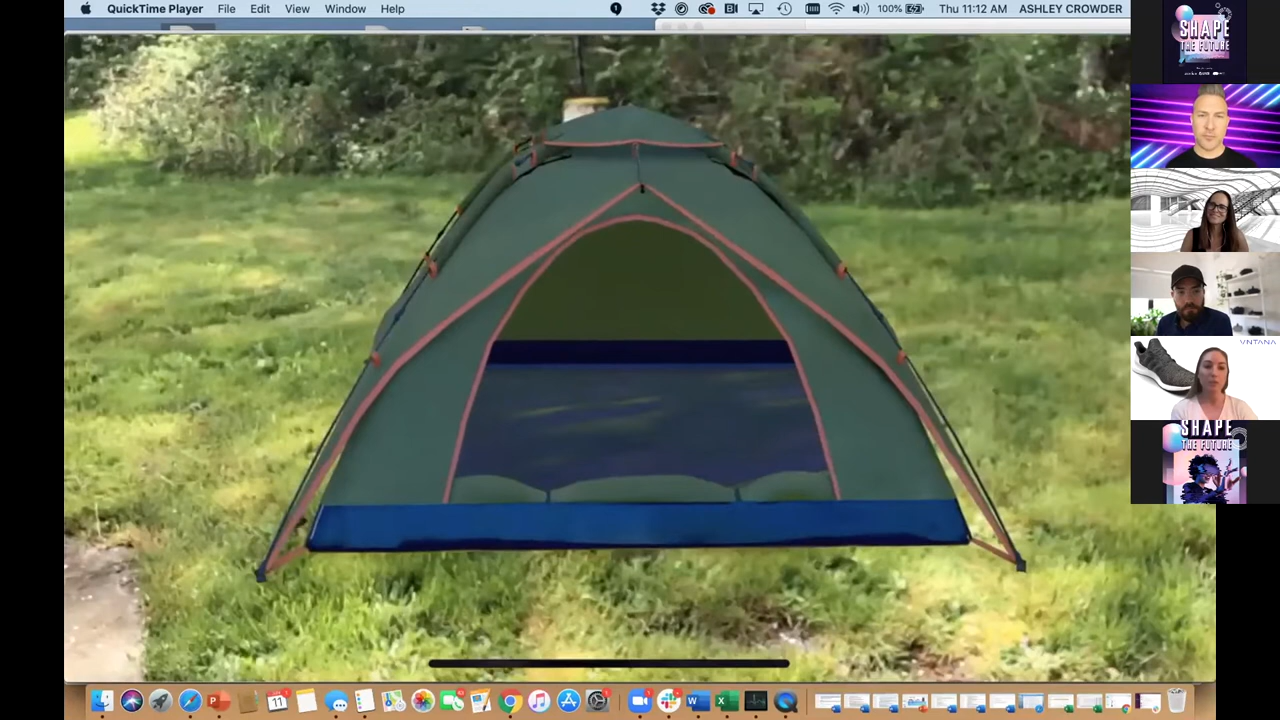 QuickTime Player File Edit View Window Help 100% Thu 11:12 AM ASHLEY CROWDER
SHAPE
THE FUTURE
VNTANA
SHAPE
THE FUTURE